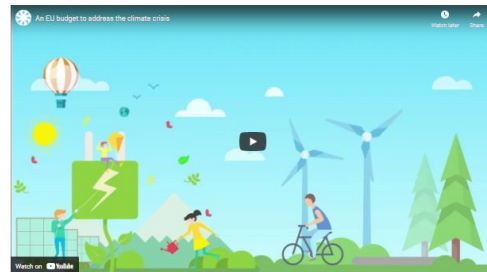 An EU budget to address the climate crisis
Watch later
Share
Watch on YouTube